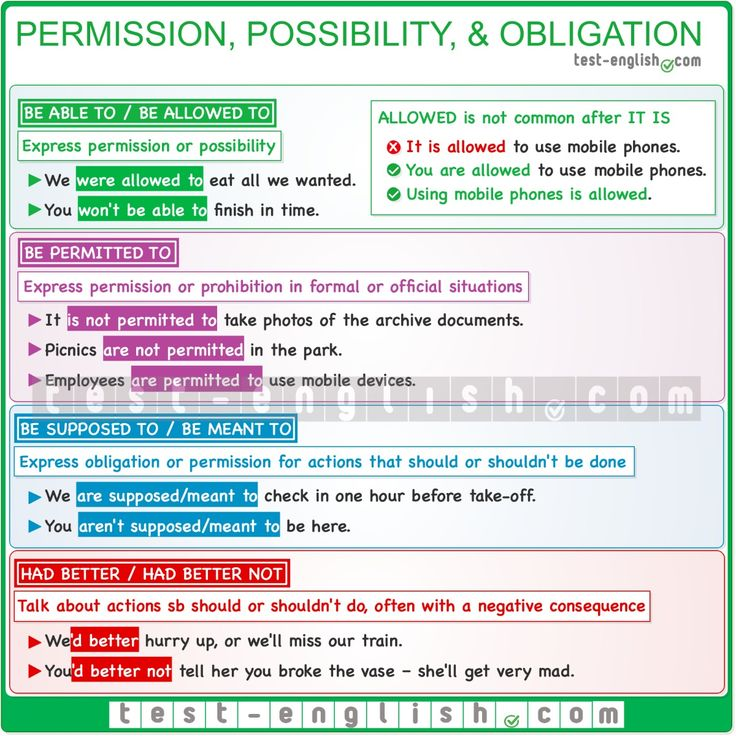 PERMISSION, POSSIBILITY, & OBLIGATION
test-english.com
BE ABLE TO / BE ALLOWED TO
Express permission or possibility
We were allowed to eat all we wanted.
You won't be able to finish in time.
ALLOWED is not common after IT IS
It is allowed to use mobile phones.
You are allowed to use mobile phones.
Using mobile phones is allowed.
BE PERMITTED TO
Express permission or prohibition in formal or official situations
It is not permitted to take photos of the archive documents.
Picnics are not permitted in the park.
Employees are permitted to use mobile devices.
test-english.com
BE SUPPOSED TO / BE MEANT TO
Express obligation or permission for actions that should or shouldn't be done
We are supposed/meant to check in one hour before take-off.
You aren't supposed/meant to be here.
HAD BETTER / HAD BETTER NOT
Talk about actions sb should or shouldn't do, often with a negative consequence
We'd better hurry up, or we'll miss our train.
You'd better not tell her you broke the vase – she'll get very mad.
test-english.com